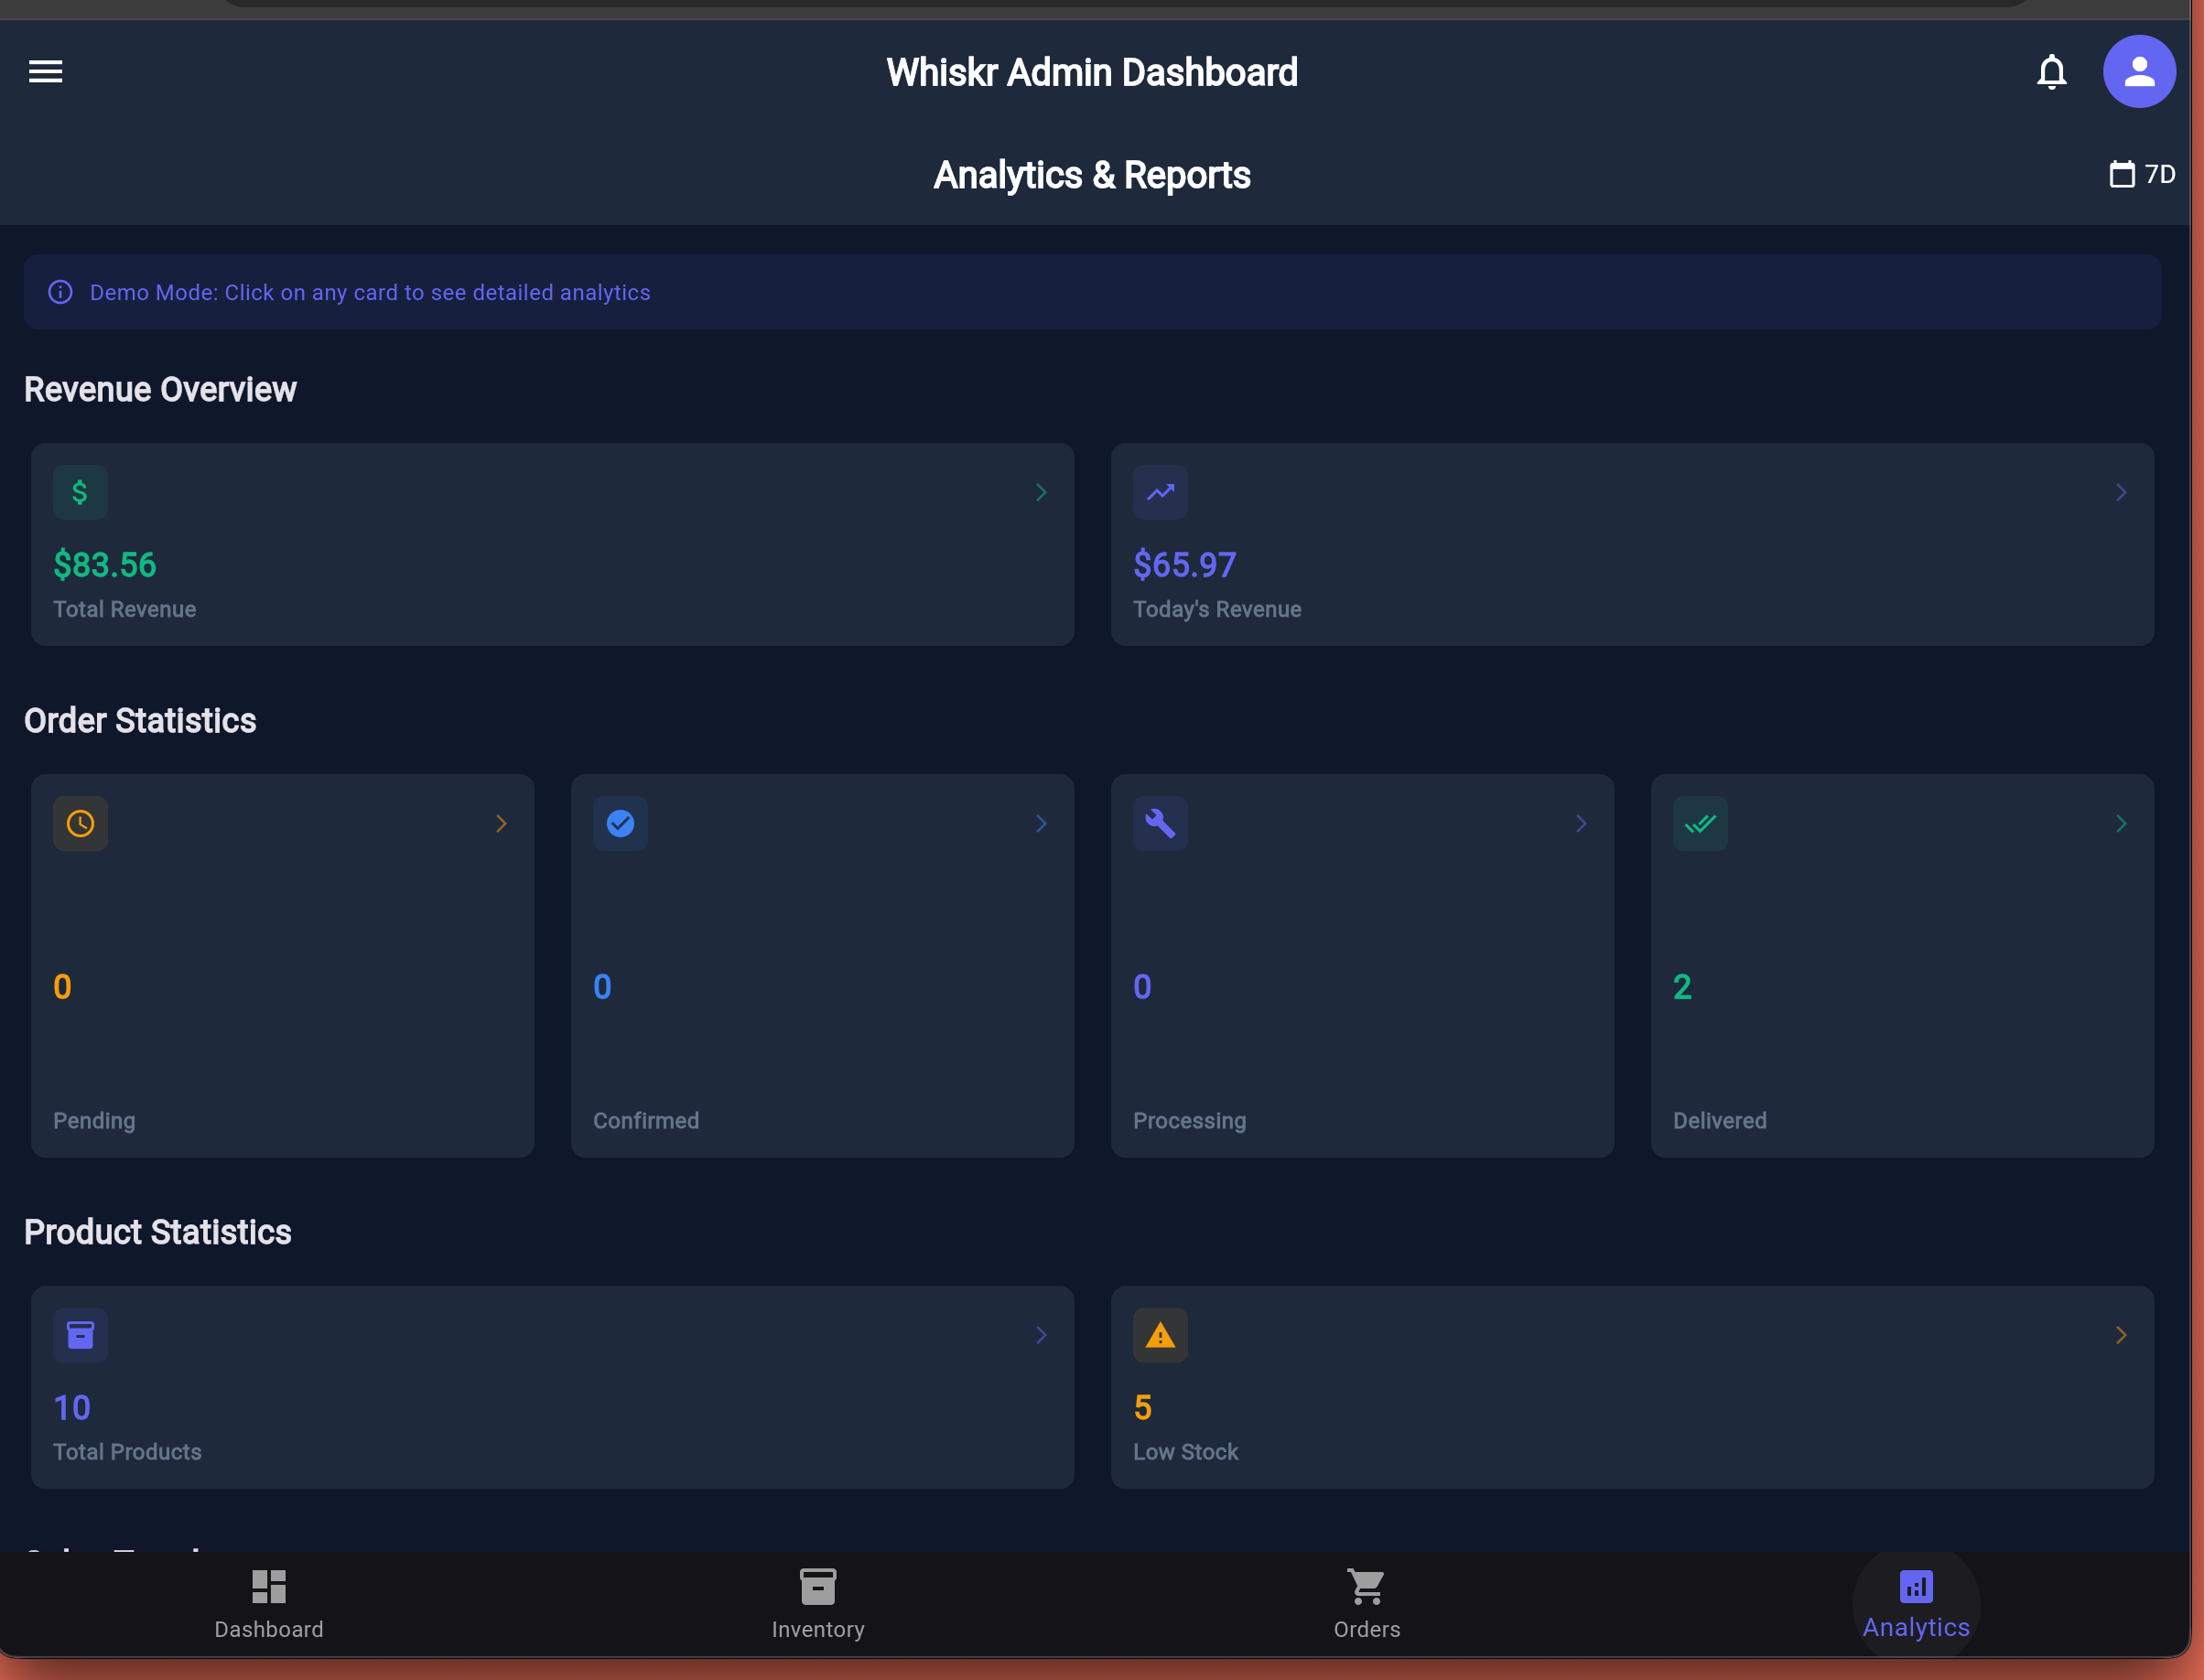 Whiskr Admin Dashboard
Analytics & Reports
7D
Demo Mode: Click on any card to see detailed analytics
Revenue Overview
$83.56
Total Revenue
$65.97
Today's Revenue
Order Statistics
0
Pending
0
Confirmed
0
Processing
2
Delivered
Product Statistics
10
Total Products
5
Low Stock
Dashboard
Inventory
Orders
Analytics